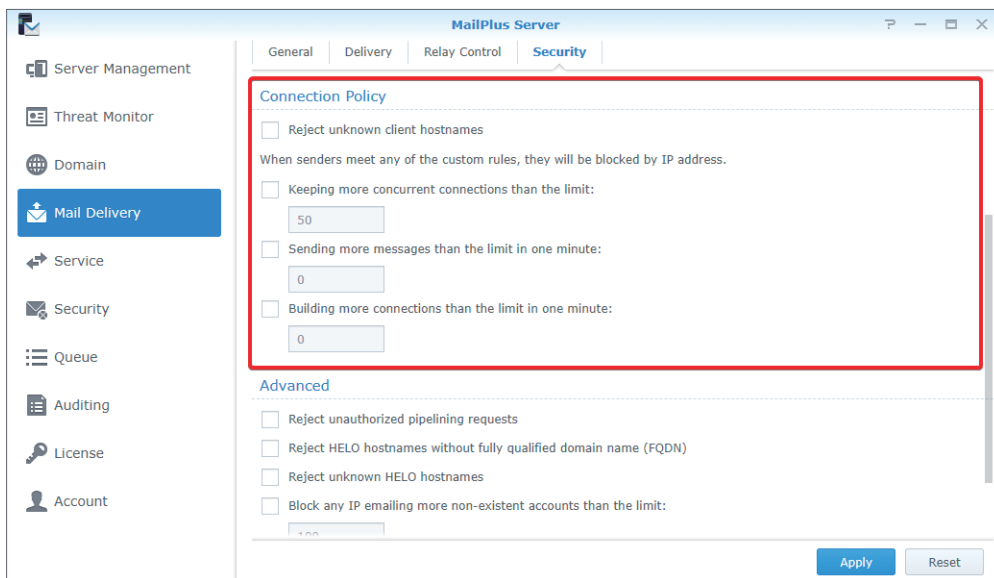 MailPlus Server
General
Delivery
Relay Control
Security
Server Management
Threat Monitor
Domain
Mail Delivery
Service
Security
Queue
Auditing
License
Account
Connection Policy
Reject unknown client hostnames
When senders meet any of the custom rules, they will be blocked by IP address.
Keeping more concurrent connections than the limit:
50
Sending more messages than the limit in one minute:
0
Building more connections than the limit in one minute:
0
Advanced
Reject unauthorized pipelining requests
Reject HELO hostnames without fully qualified domain name (FQDN)
Reject unknown HELO hostnames
Block any IP emailing more non-existent accounts than the limit:
100
Apply
Reset